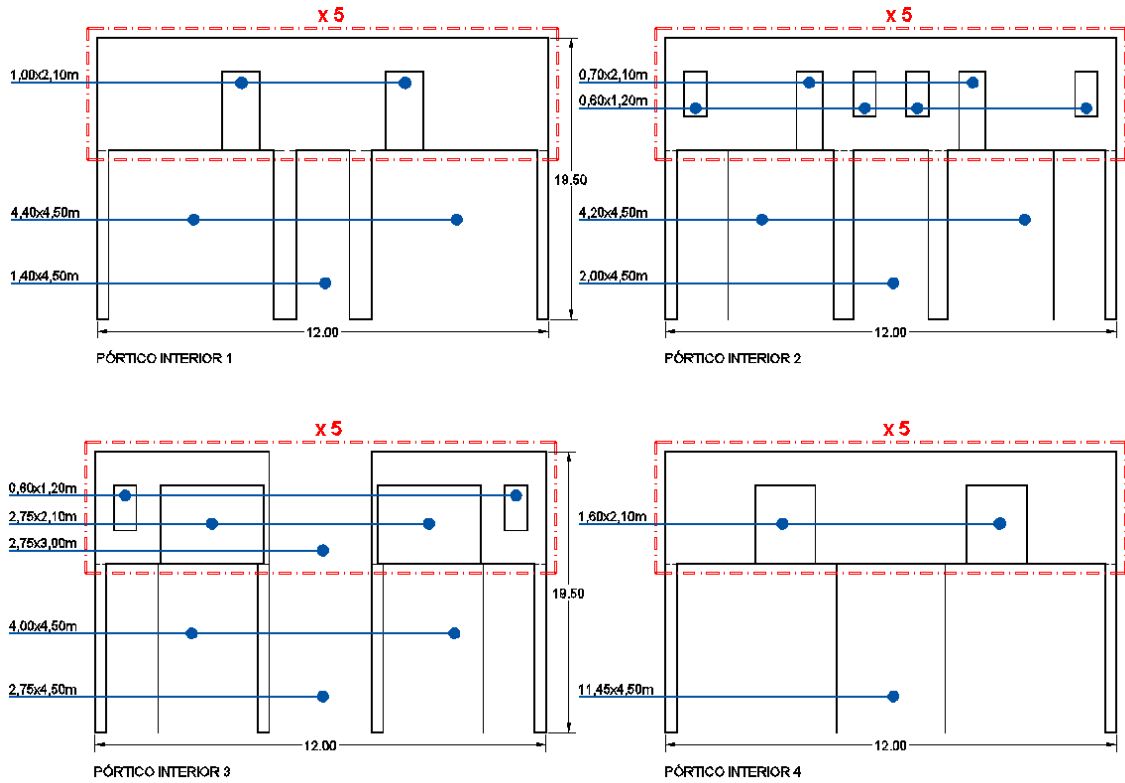 x 5
1,00x2,10m
4,40x4,50m
1,40x4,50m
19.50
12.00
PÓRTICO INTERIOR 1
x 5
0,70x2,10m
0,60x1,20m
4,20x4,50m
2,00x4,50m
12.00
PÓRTICO INTERIOR 2
x 5
0,60x1,20m
2,75x2,10m
2,75x3,00m
4,00x4,50m
2,75x4,50m
19.50
12.00
PÓRTICO INTERIOR 3
x 5
1,60x2,10m
11,45x4,50m
12.00
PÓRTICO INTERIOR 4